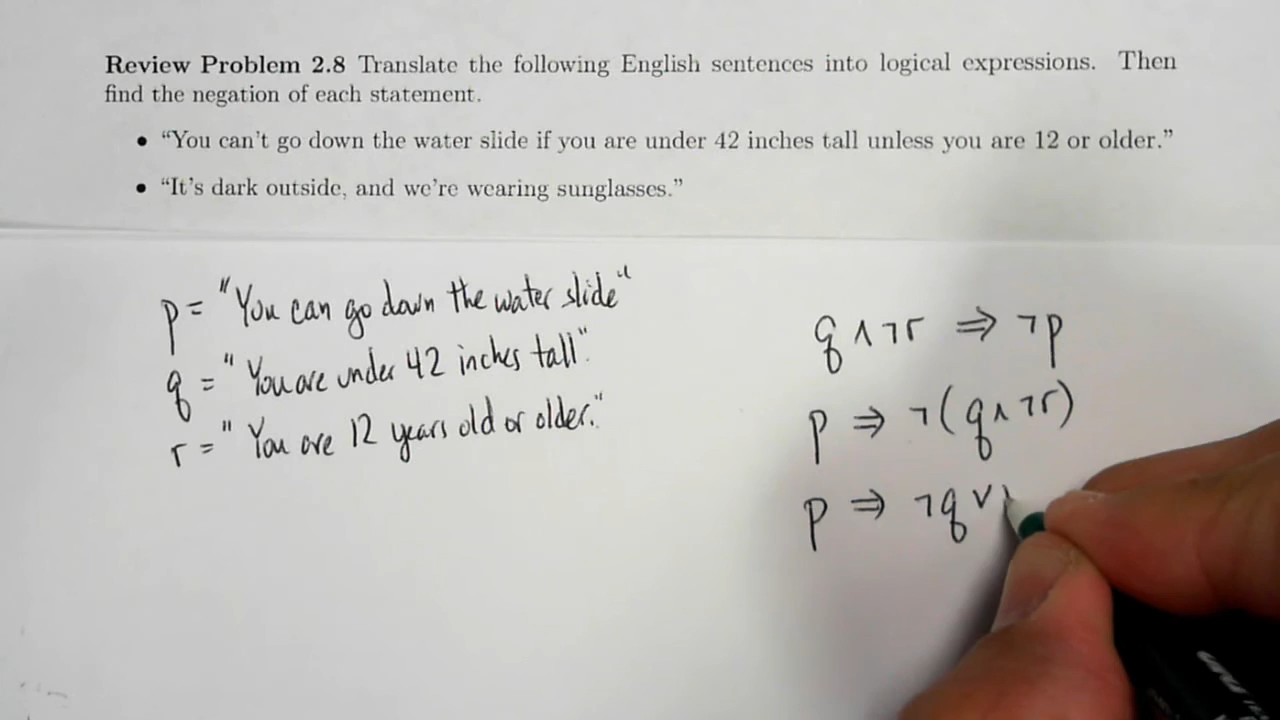 Review Problem 2.8 Translate the following English sentences into logical expressions. Then
find the negation of each statement.
• “You can’t go down the water slide if you are under 42 inches tall unless you are 12 or older.”
• “It’s dark outside, and we’re wearing sunglasses.”
p = "You can go down the water slide"
q = "You are under 42 inches tall".
r = "You are 12 years old or older."
q ∧ ¬r ⇒ ¬p
p ⇒ ¬(q ∧ ¬r)
p ⇒ ¬q ∨
uni